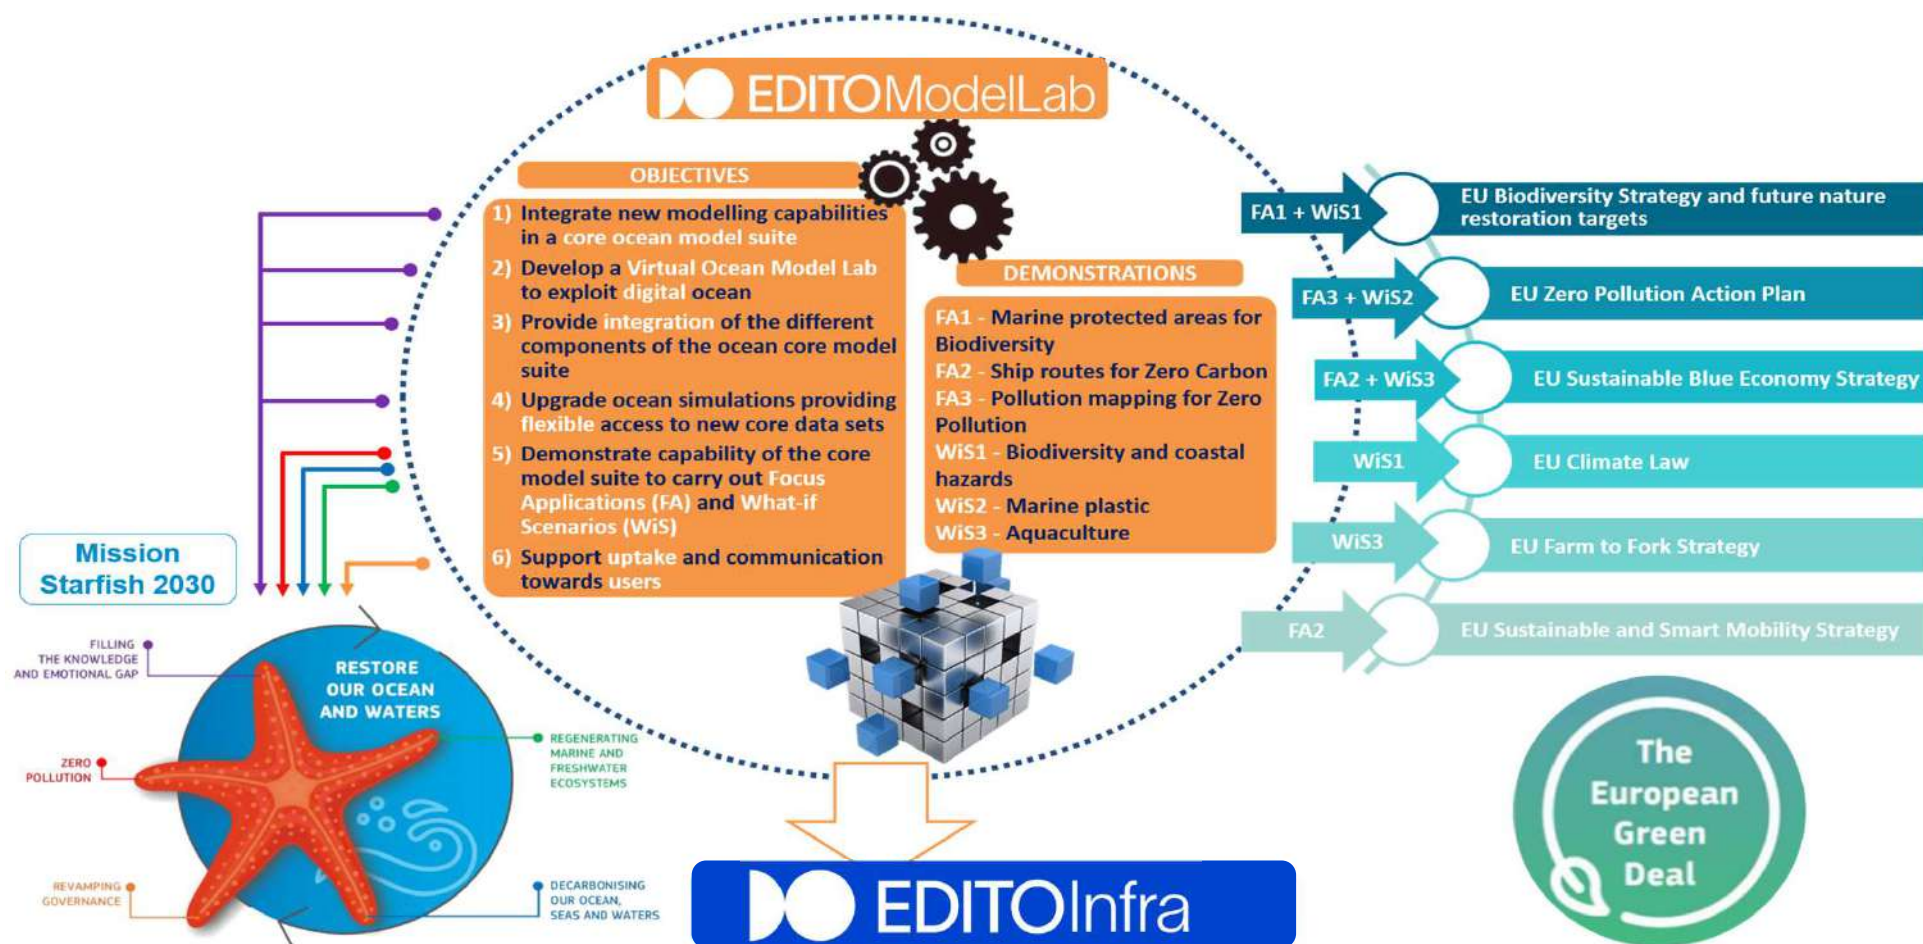 EDITOModelLab
OBJECTIVES
1) Integrate new modelling capabilities
in a core ocean model suite
2) Develop a Virtual Ocean Model Lab
to exploit digital ocean
3) Provide integration of the different
components of the ocean core model
suite
4) Upgrade ocean simulations providing
flexible access to new core data sets
5) Demonstrate capability of the core
model suite to carry out Focus
Applications (FA) and What-if
Scenarios (WiS)
6) Support uptake and communication
towards users
DEMONSTRATIONS
FA1 - Marine protected areas for
Biodiversity
FA2 - Ship routes for Zero Carbon
FA3 - Pollution mapping for Zero
Pollution
WiS1 - Biodiversity and coastal
hazards
WiS2 - Marine plastic
WiS3 - Aquaculture
FA1 + WiS1
EU Biodiversity Strategy and future nature
restoration targets
FA3 + WiS2
EU Zero Pollution Action Plan
FA2 + WiS3
EU Sustainable Blue Economy Strategy
WiS1
EU Climate Law
WiS3
EU Farm to Fork Strategy
FA2
EU Sustainable and Smart Mobility Strategy
Mission
Starfish 2030
FILLING
THE KNOWLEDGE
AND EMOTIONAL GAP
RESTORE
OUR OCEAN
AND WATERS
ZERO
POLLUTION
REGENERATING
MARINE AND
FRESHWATER
ECOSYSTEMS
REVAMPING
GOVERNANCE
DECARBONISING
OUR OCEAN,
SEAS AND WATERS
EDITOInfra
The
European
Green
Deal